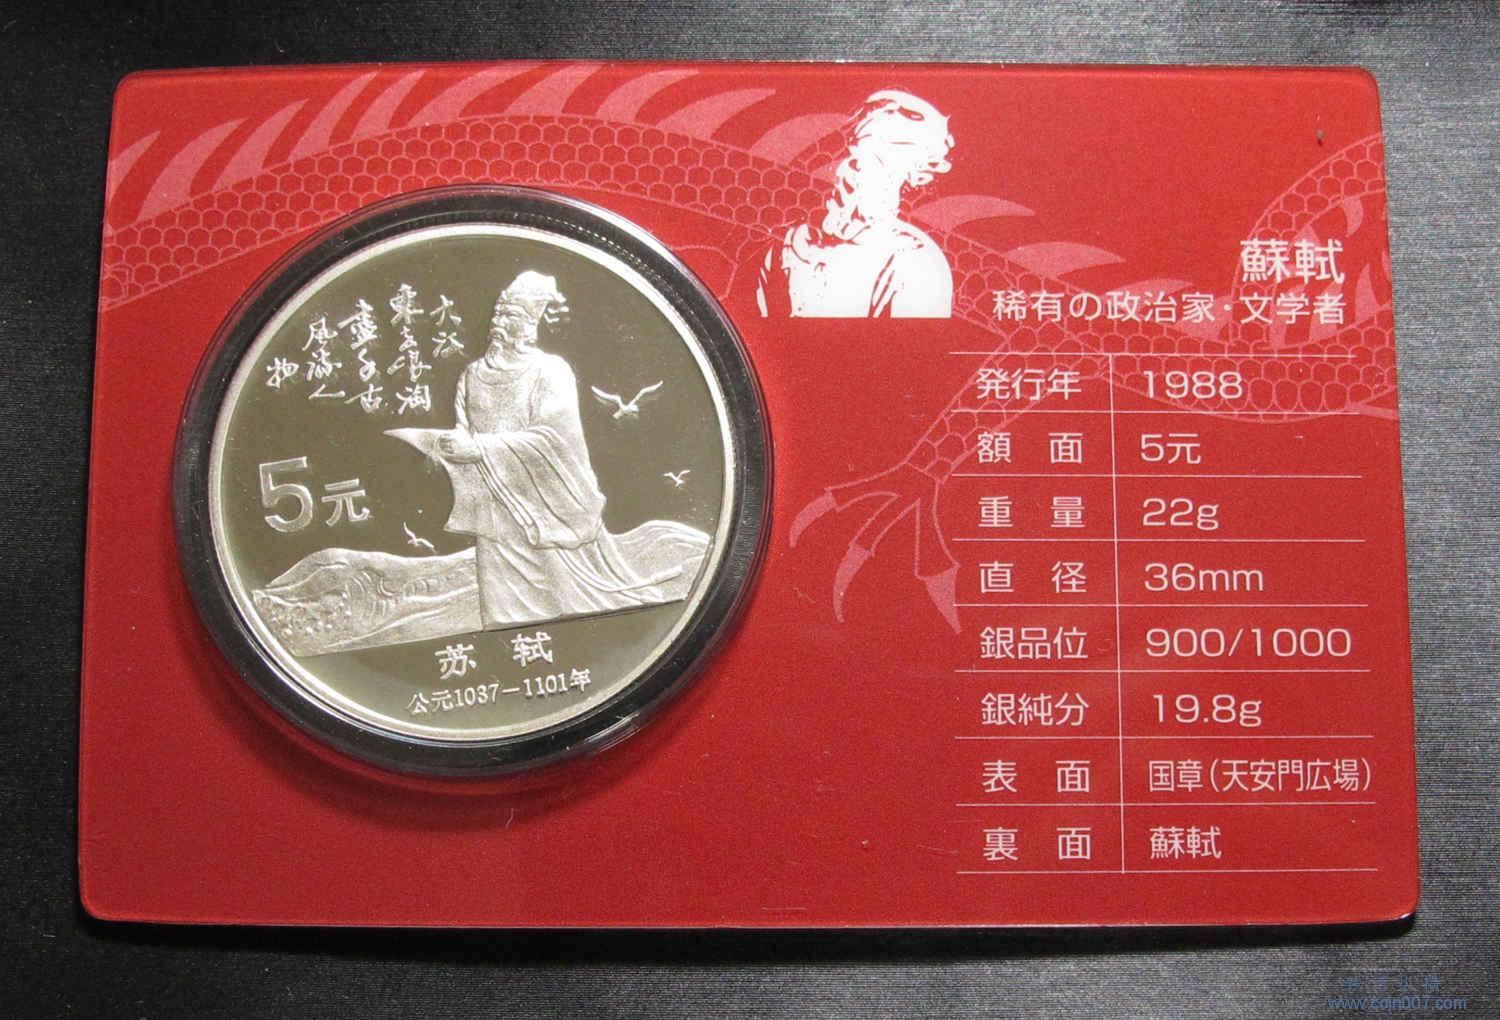 大江
東去浪淘
盡千古
風流人
物
5元
苏 轼
公元1037－1101年
蘇軾
稀有の政治家・文学者
発行年 1988
額面 5元
重量 22g
直径 36mm
銀品位 900/1000
銀純分 19.8g
表面 国章（天安門広場）
裏面 蘇軾
www.cqjn007.com